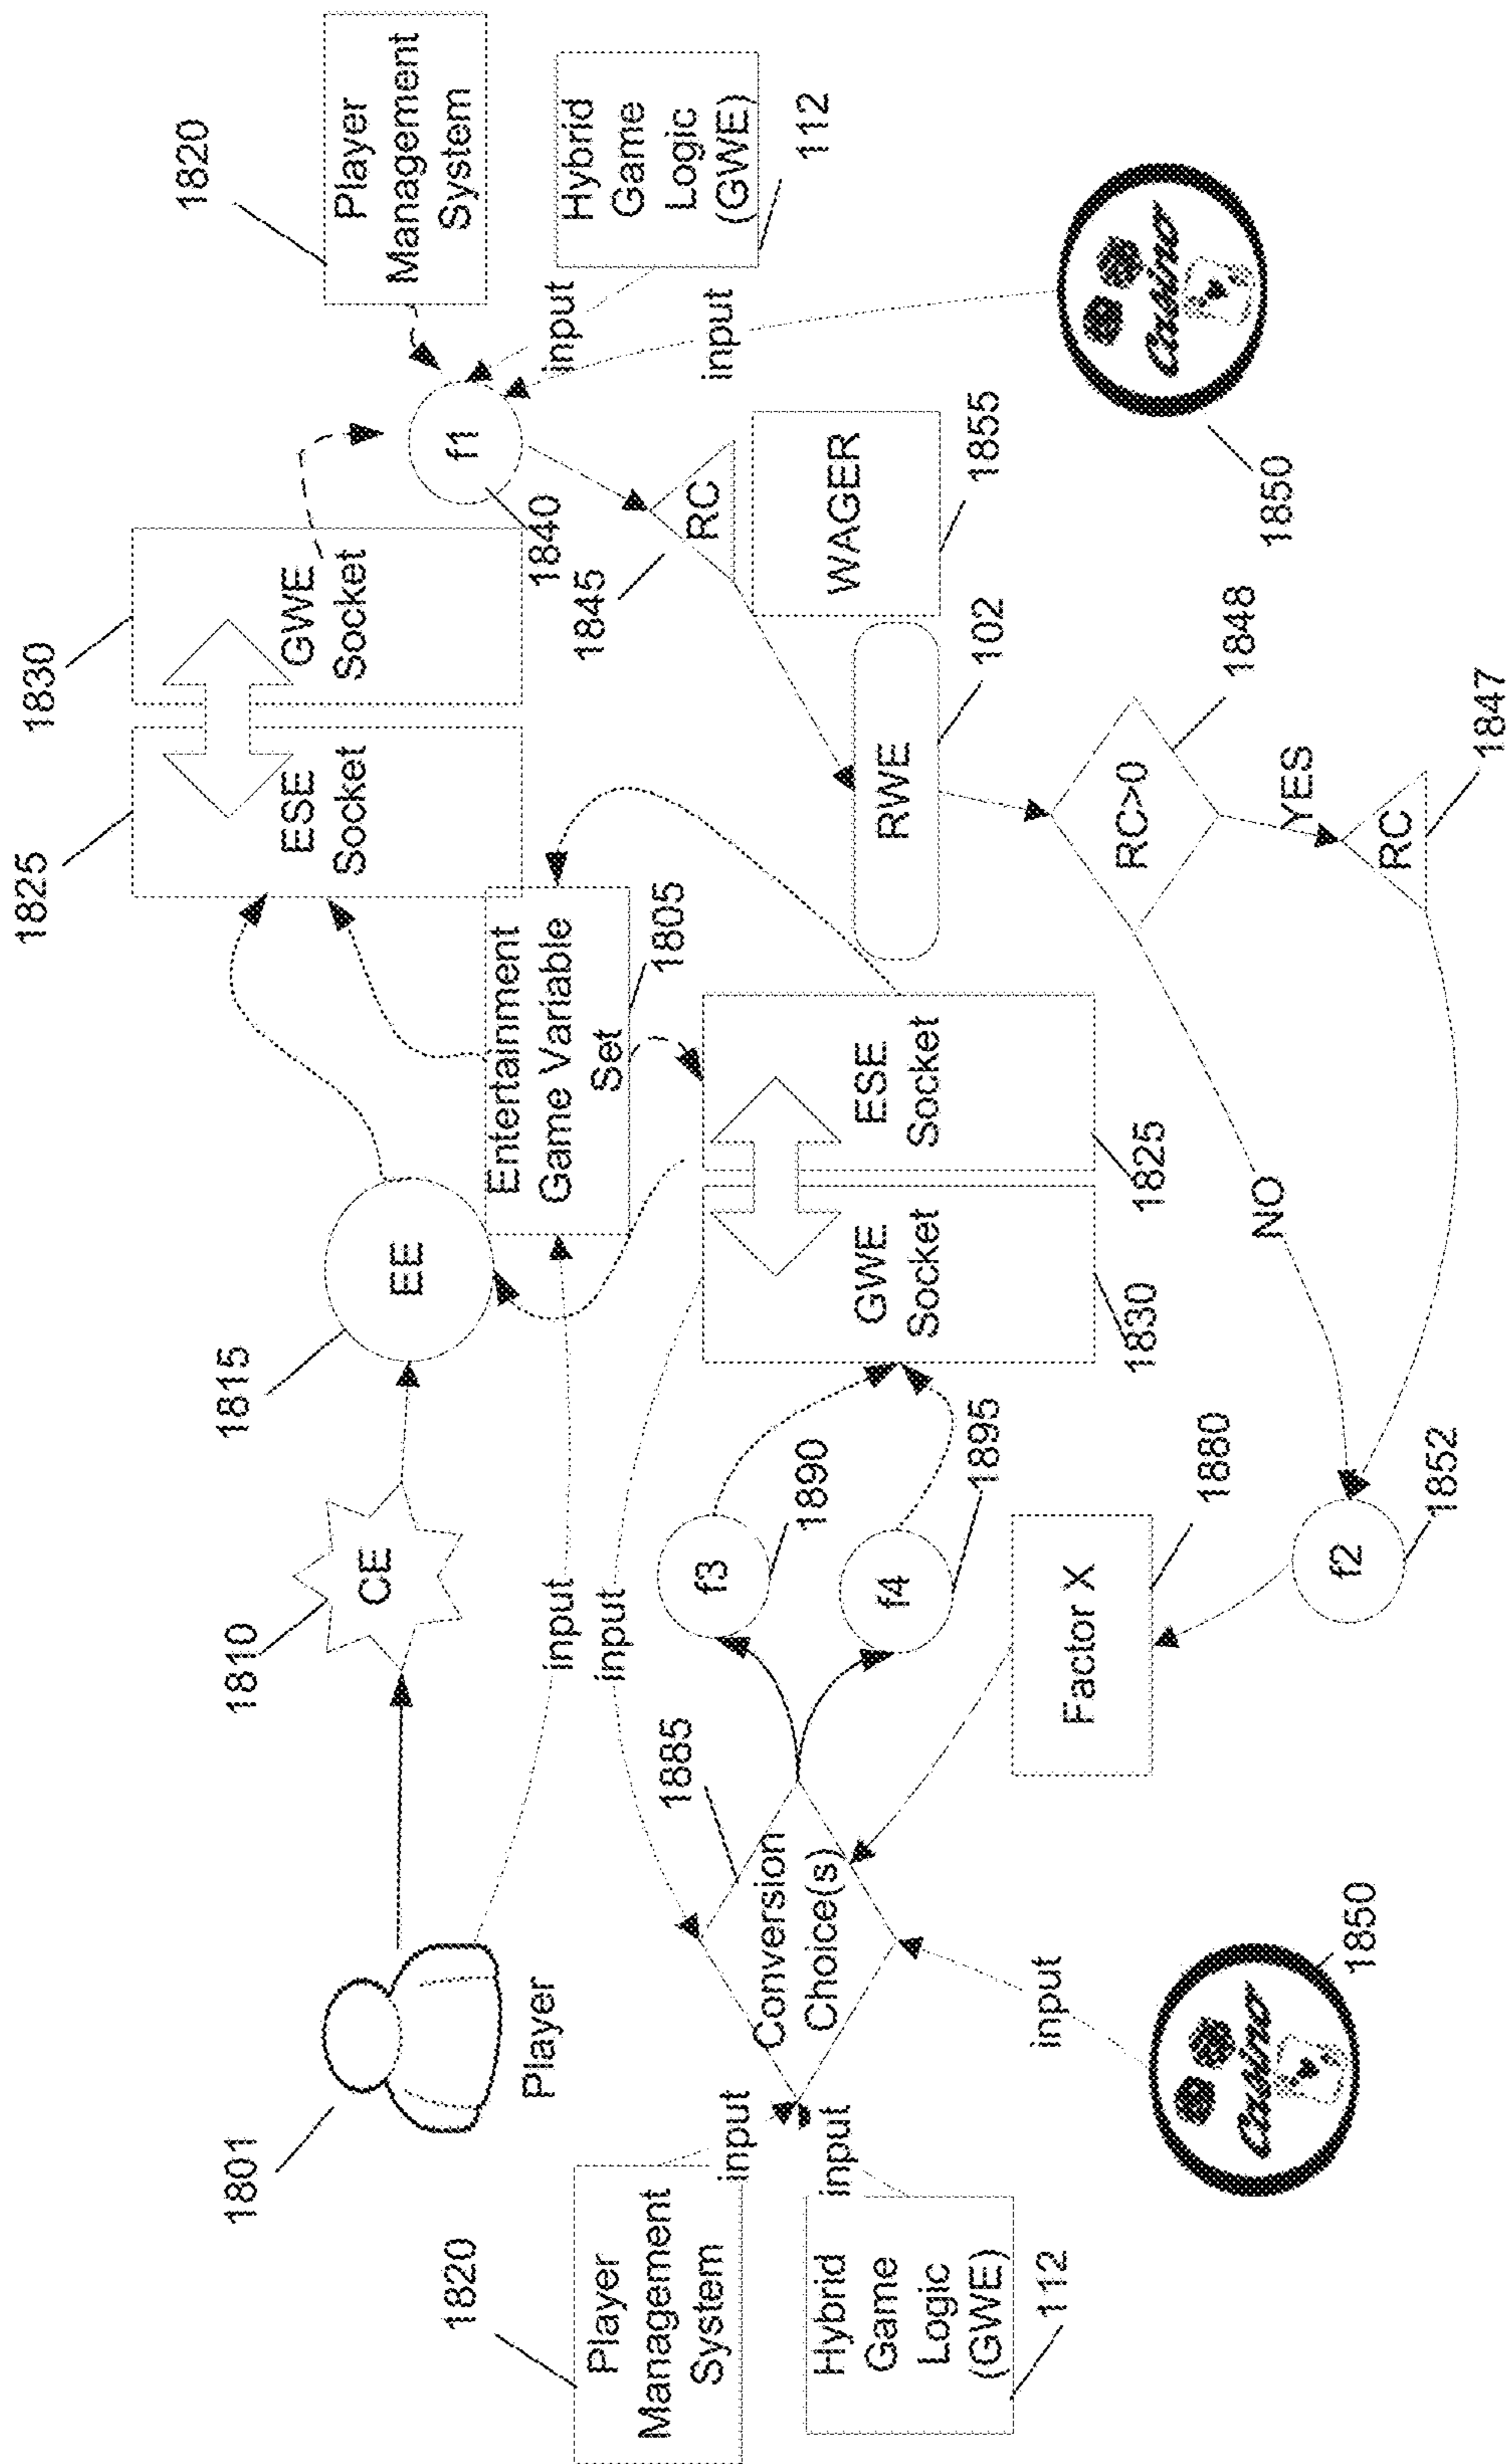 1801
Player
1810
CE
1815
EE
1825
ESE
Socket
1830
GWE
Socket
1820
Player
Management
System
Hybrid
Game
Logic
(GWE)
112
input
input
f1
1840
Entertainment
Game Variable
Set
1805
input
input
1820
Player
Management
System
input
Hybrid
Game
Logic
(GWE)
112
input
Conversion
Choice(s)
1885
f3
1890
f4
1895
GWE
Socket
1830
ESE
Socket
1825
RC
1845
WAGER
1855
RWE
102
input
Casino
1850
Factor X
1880
NO
RC>0
1848
YES
Casino
1850
f2
1852
RC
1847